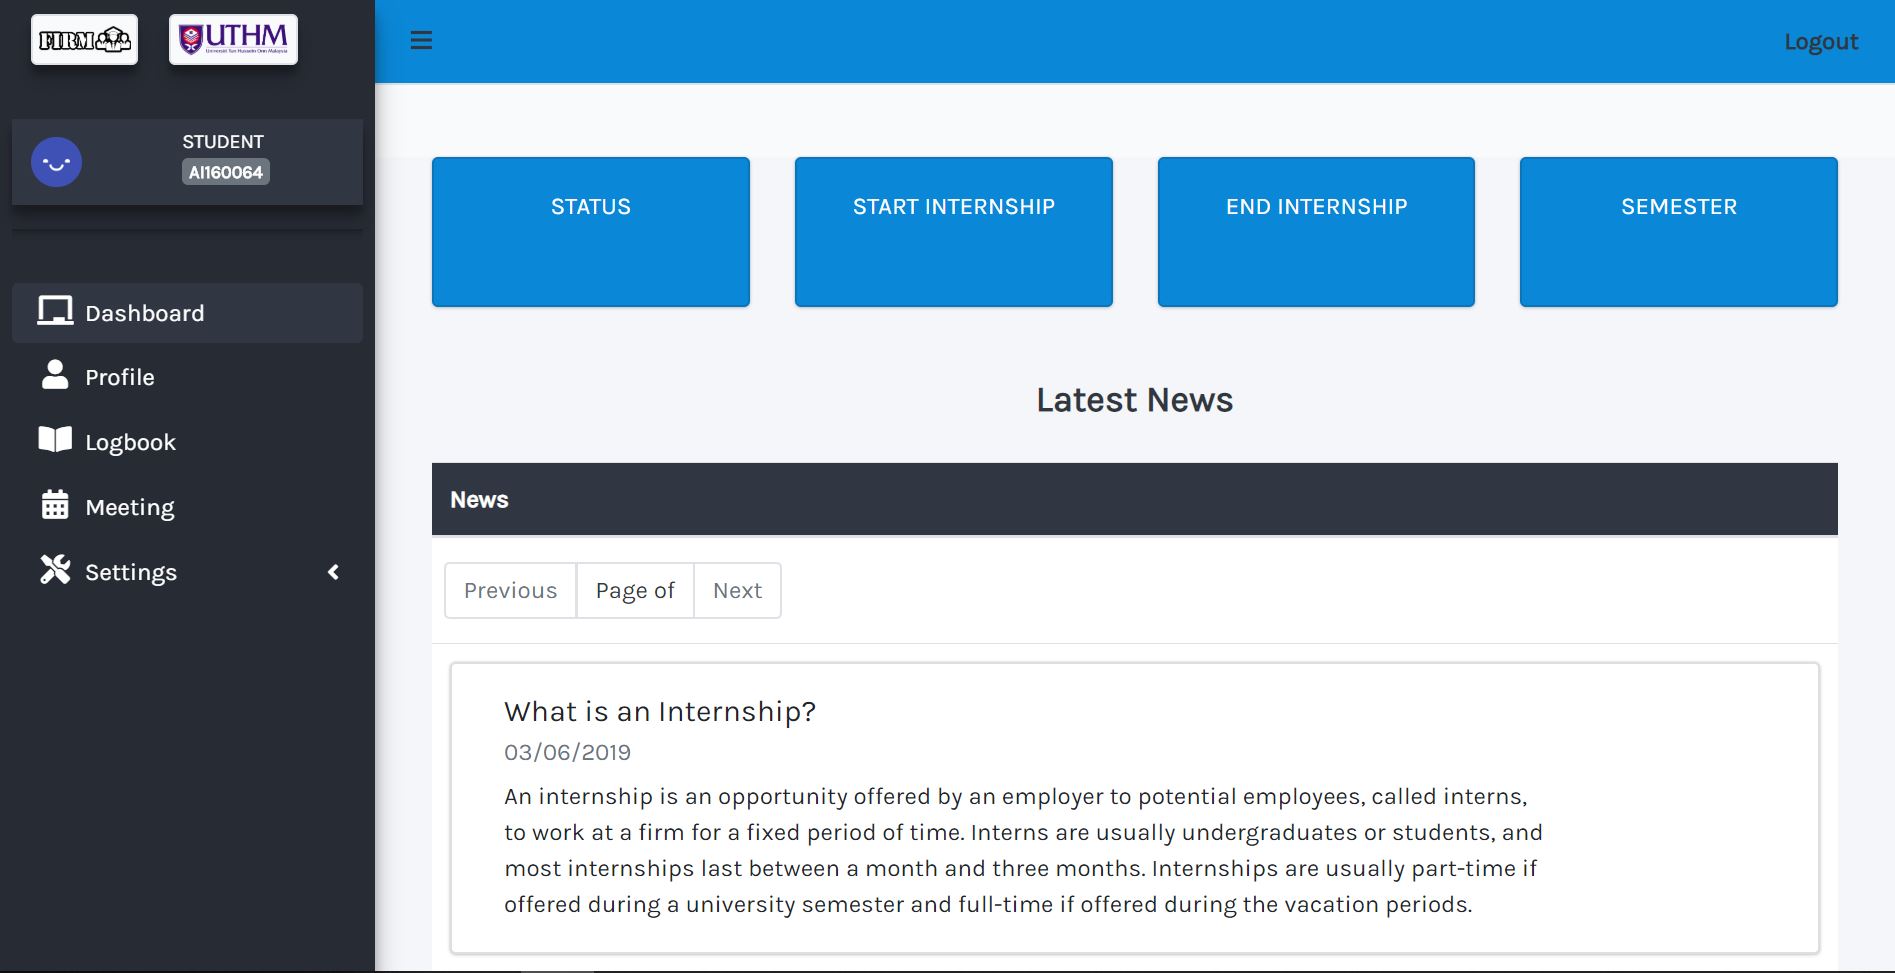 FIRM
UTHM
Universiti Tun Hussein Onn Malaysia
Logout
STUDENT
AI160064
Dashboard
Profile
Logbook
Meeting
Settings
STATUS
START INTERNSHIP
END INTERNSHIP
SEMESTER
Latest News
News
Previous
Page of
Next
What is an Internship?
03/06/2019
An internship is an opportunity offered by an employer to potential employees, called interns,
to work at a firm for a fixed period of time. Interns are usually undergraduates or students, and
most internships last between a month and three months. Internships are usually part-time if
offered during a university semester and full-time if offered during the vacation periods.